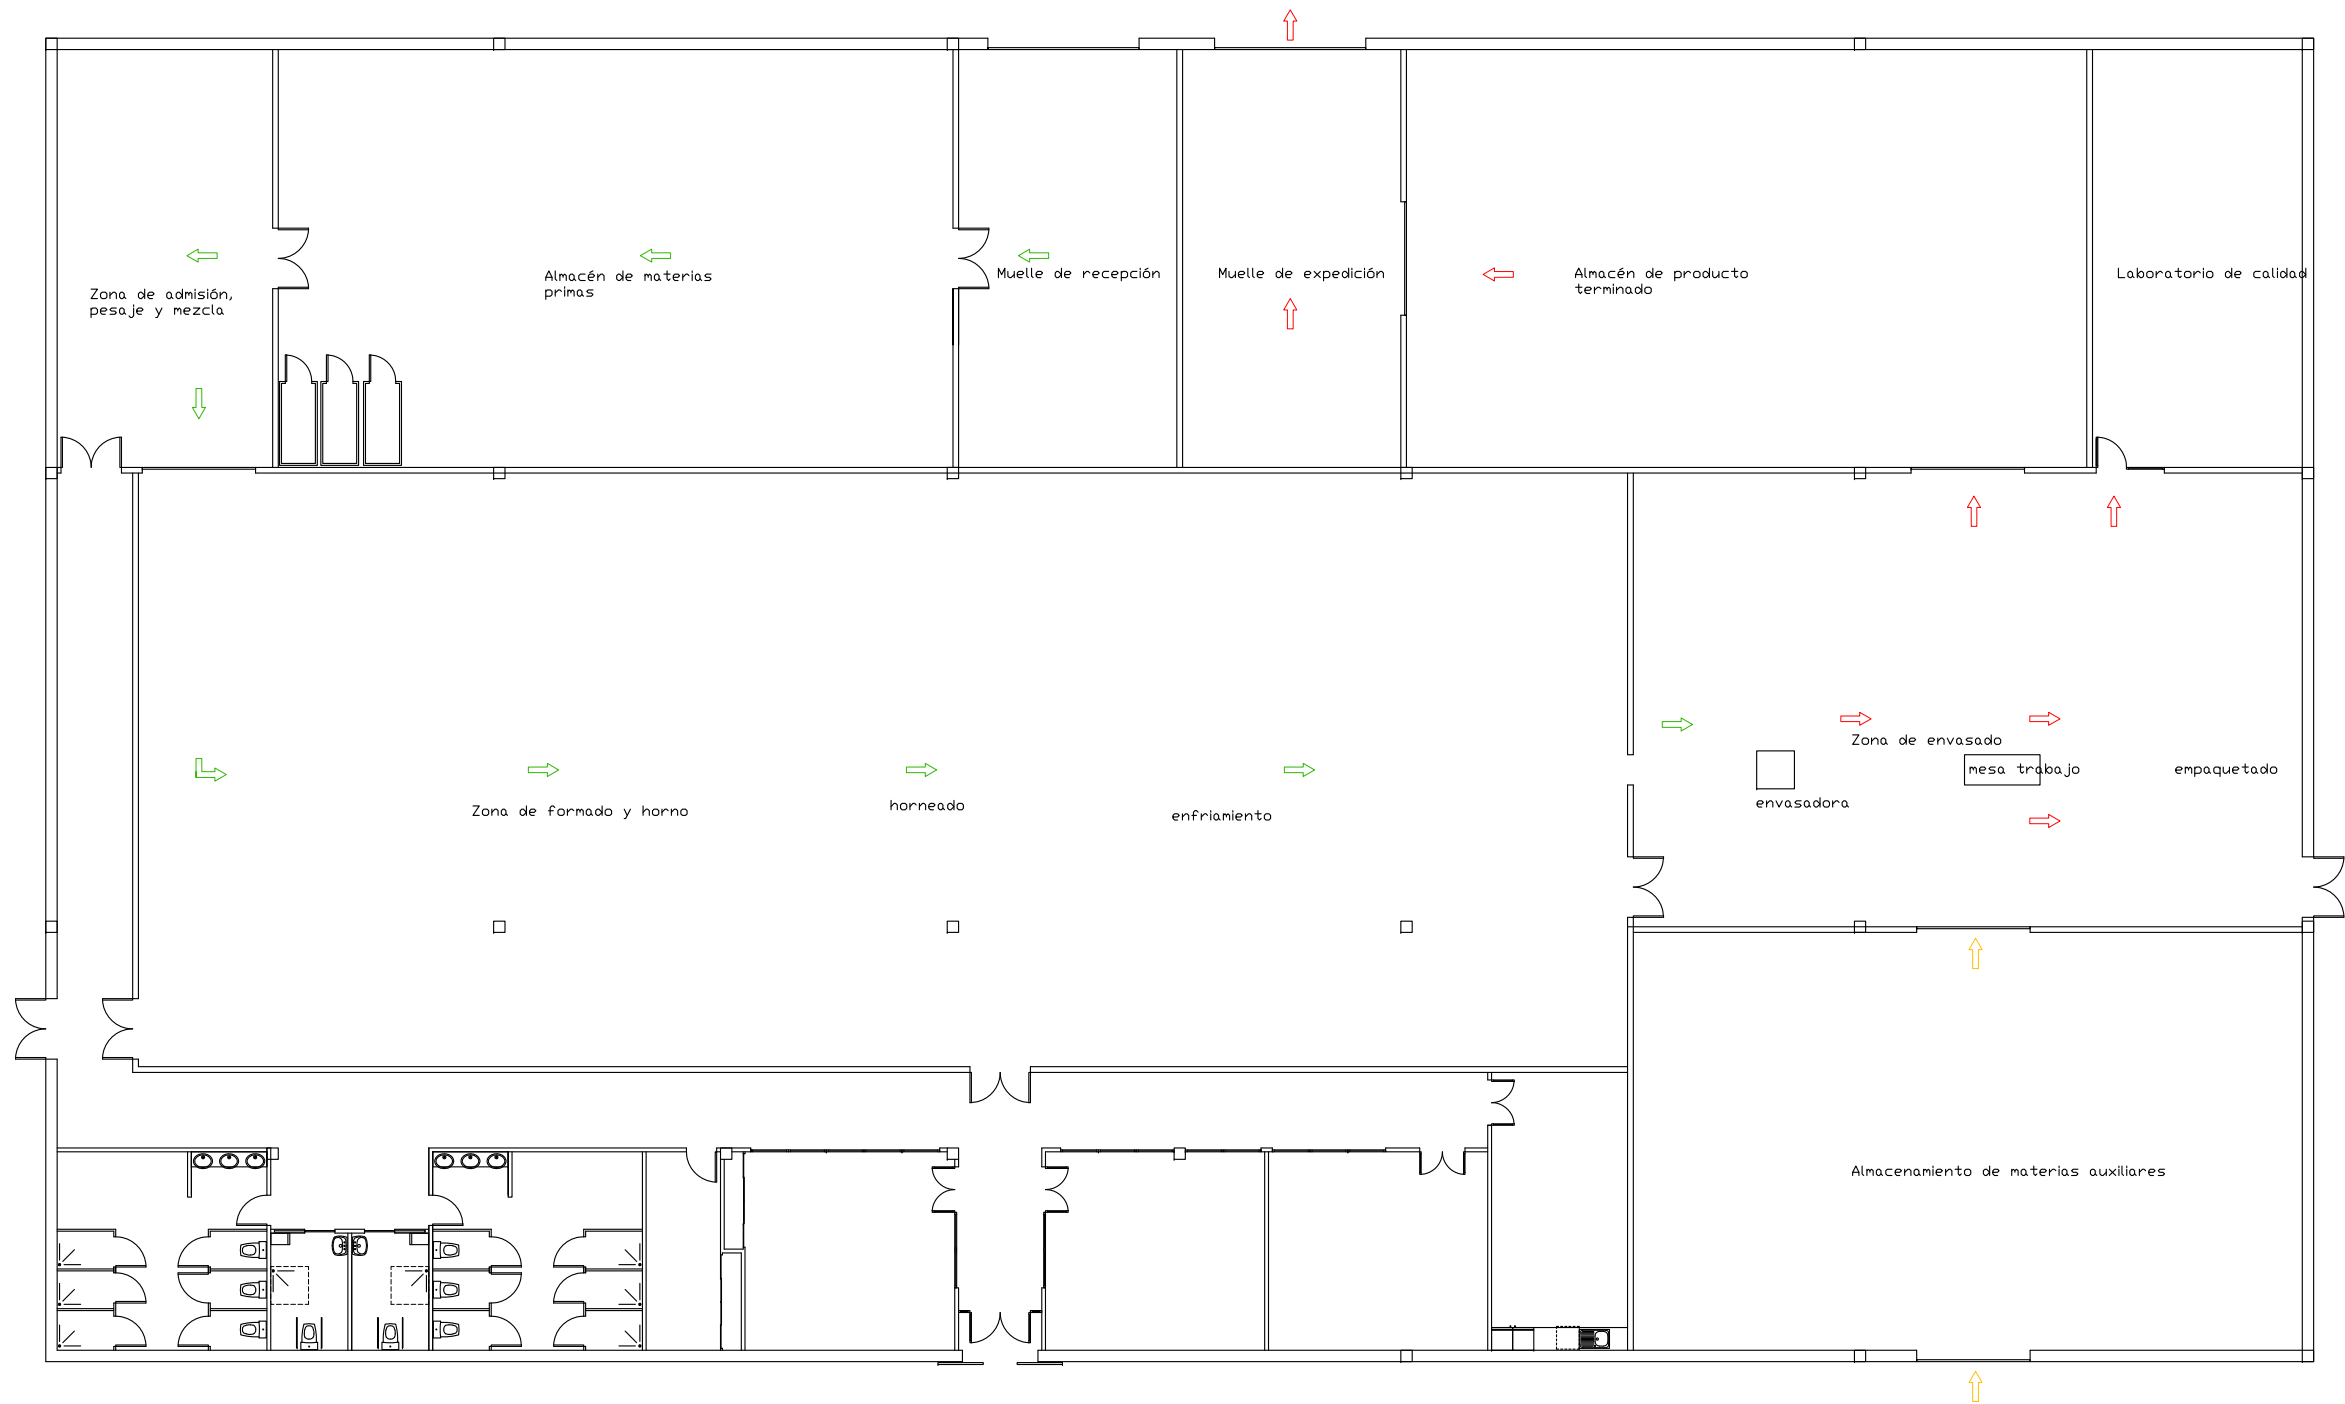 Zona de admisión,
pesaje y mezcla
Almacén de materias
primas
Muelle de recepción
Muelle de expedición
Almacén de producto
terminado
Laboratorio de calidad
Zona de formado y horno
horneado
enfriamiento
Zona de envasado
mesa trabajo
empaquetado
envasadora
Almacenamiento de materias auxiliares